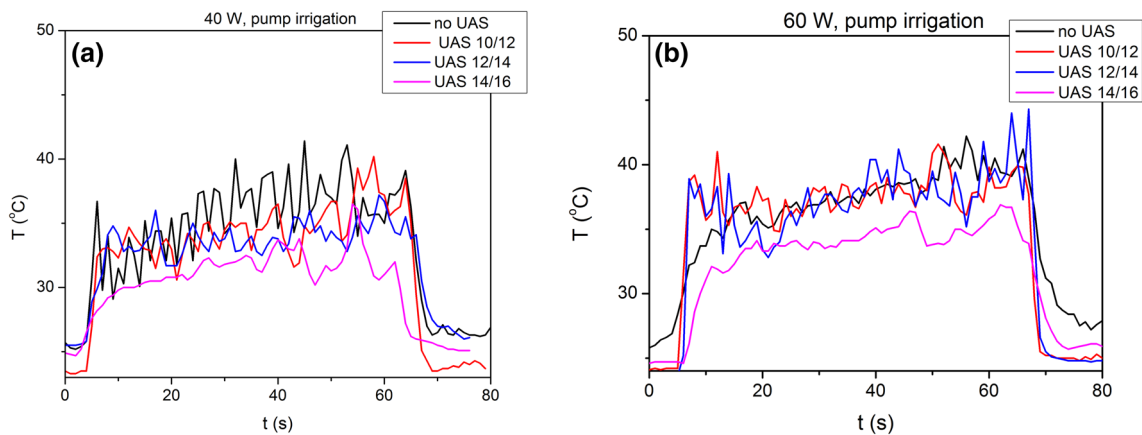 40 W, pump irrigation
(a)
no UAS
UAS 10/12
UAS 12/14
UAS 14/16
50
40
30
T (°C)
0
20
40
60
80
t (s)
60 W, pump irrigation
(b)
no UAS
UAS 10/12
UAS 12/14
UAS 14/16
50
40
30
T (°C)
0
20
40
60
80
t (s)